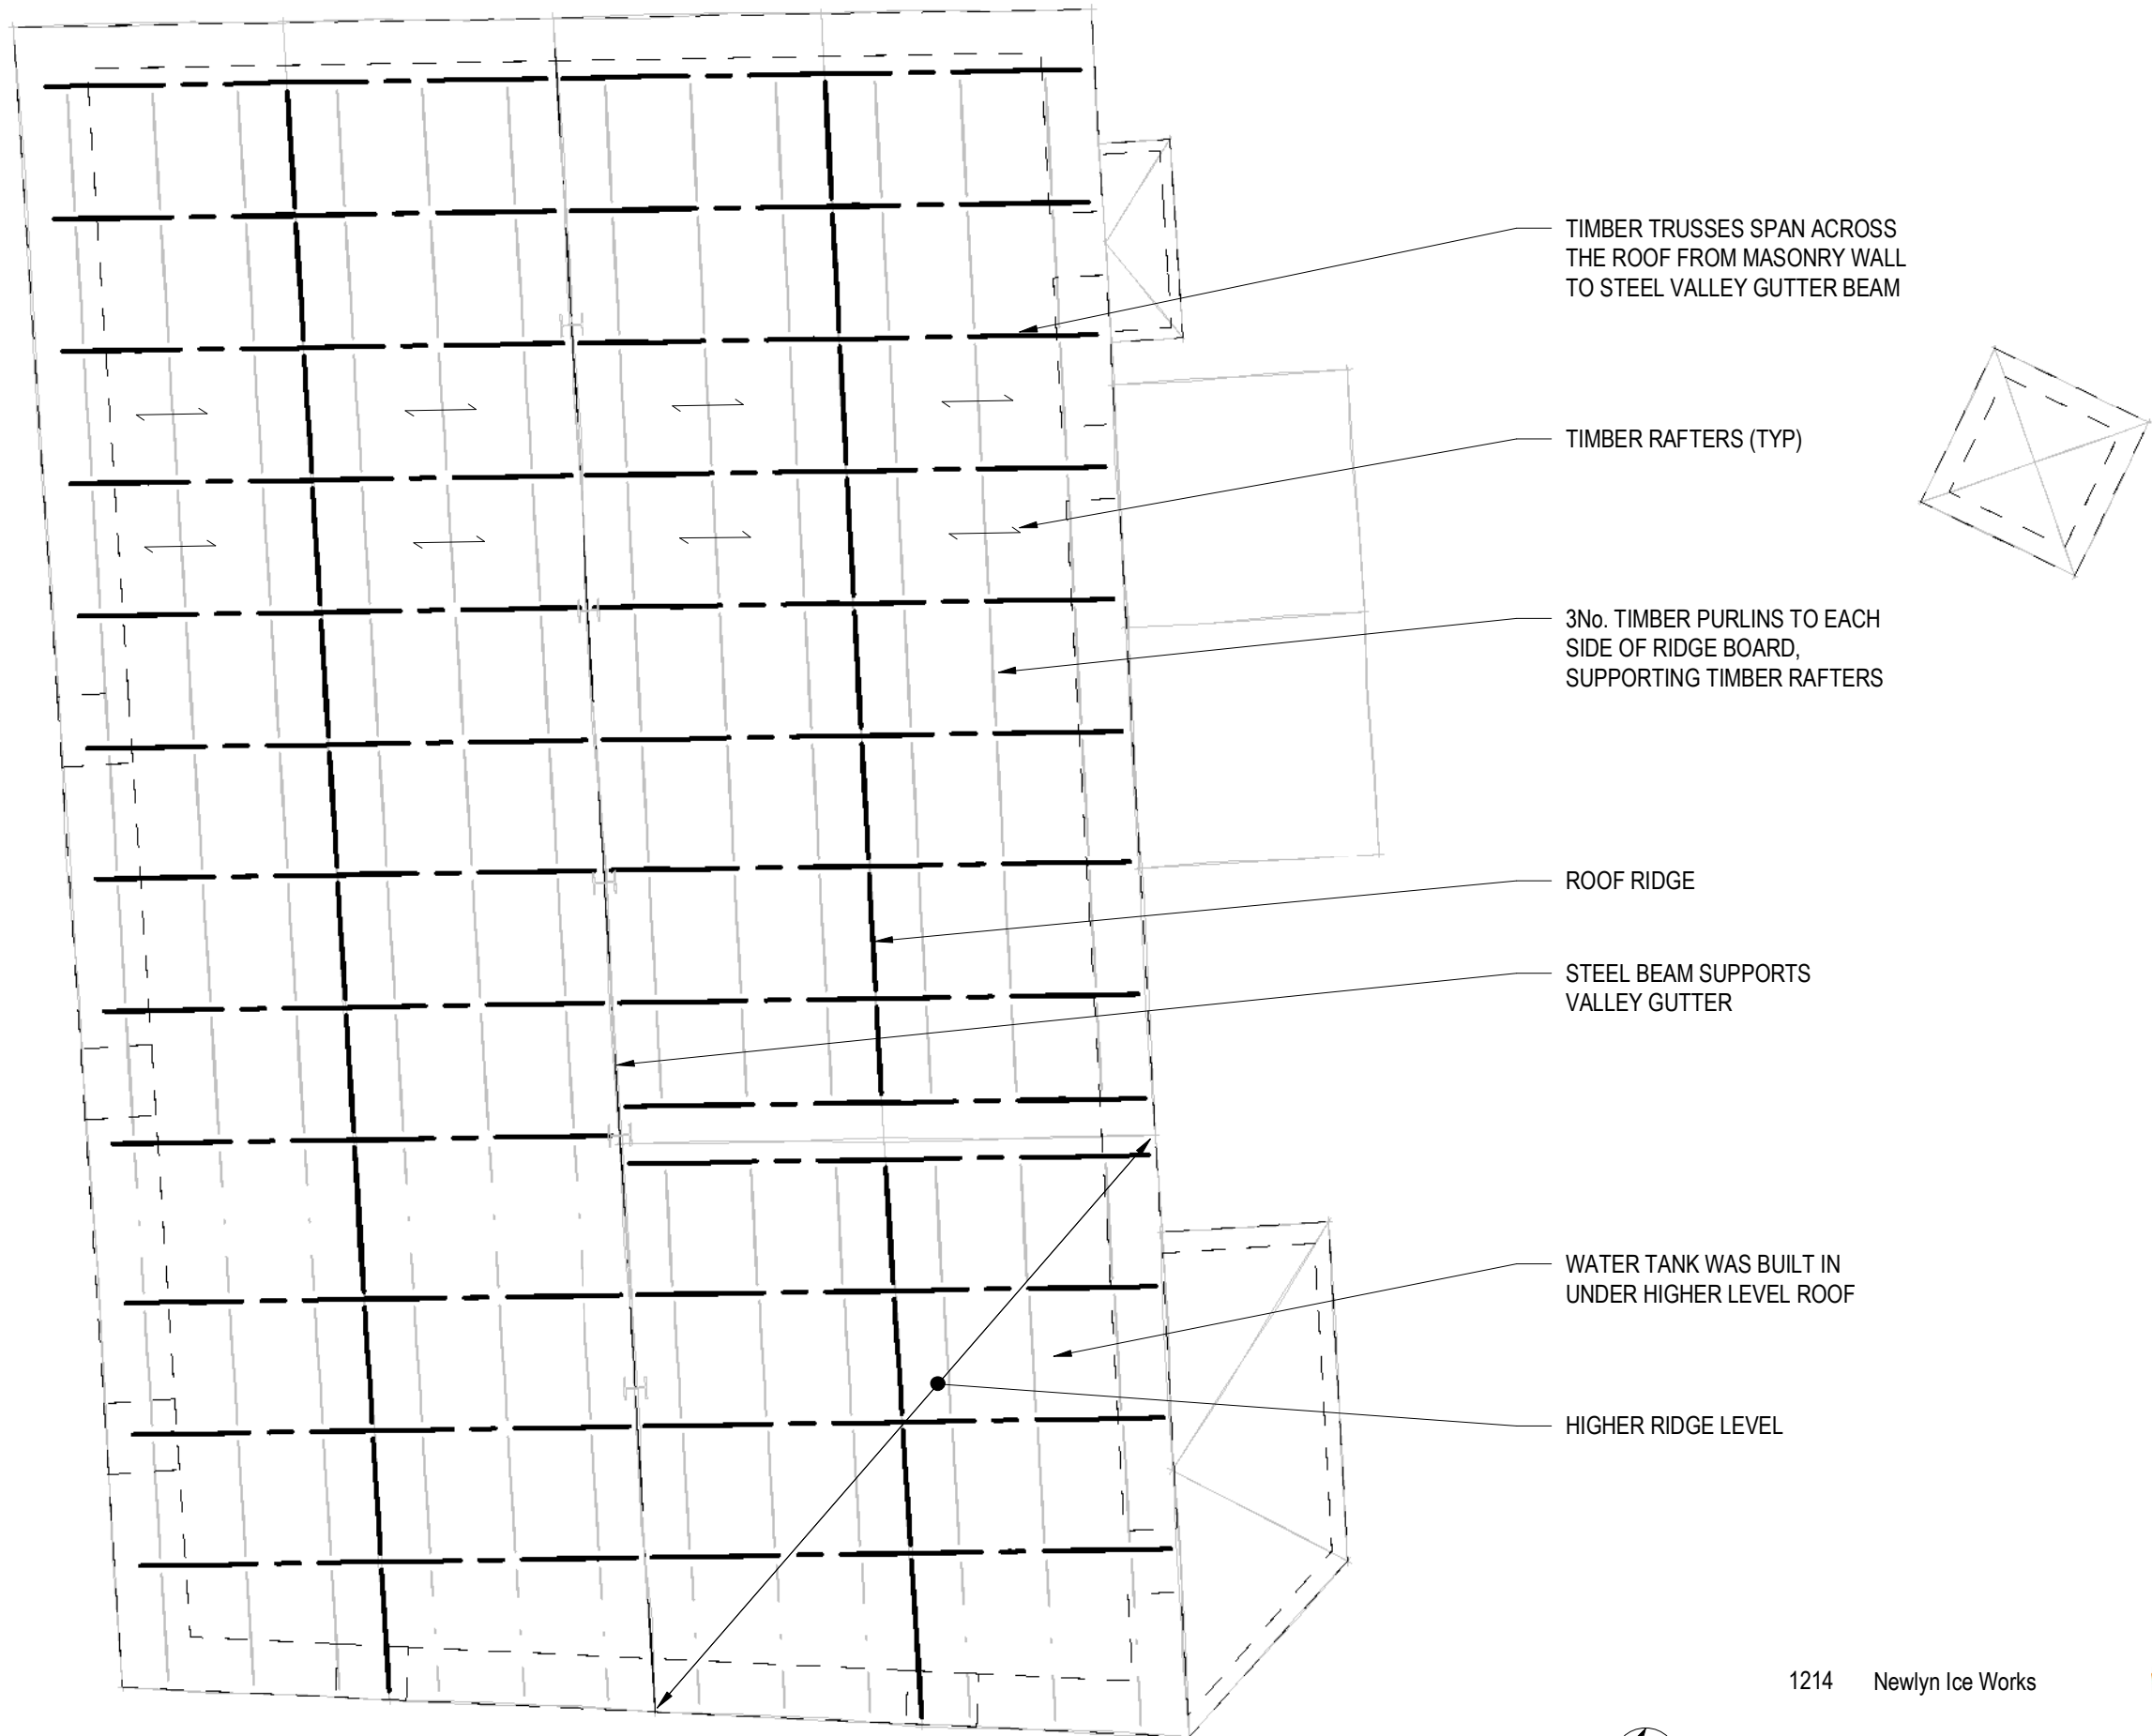 TIMBER TRUSSES SPAN ACROSS
THE ROOF FROM MASONRY WALL
TO STEEL VALLEY GUTTER BEAM
TIMBER RAFTERS (TYP)
3No. TIMBER PURLINS TO EACH
SIDE OF RIDGE BOARD,
SUPPORTING TIMBER RAFTERS
ROOF RIDGE
STEEL BEAM SUPPORTS
VALLEY GUTTER
WATER TANK WAS BUILT IN
UNDER HIGHER LEVEL ROOF
HIGHER RIDGE LEVEL
1214 Newlyn Ice Works